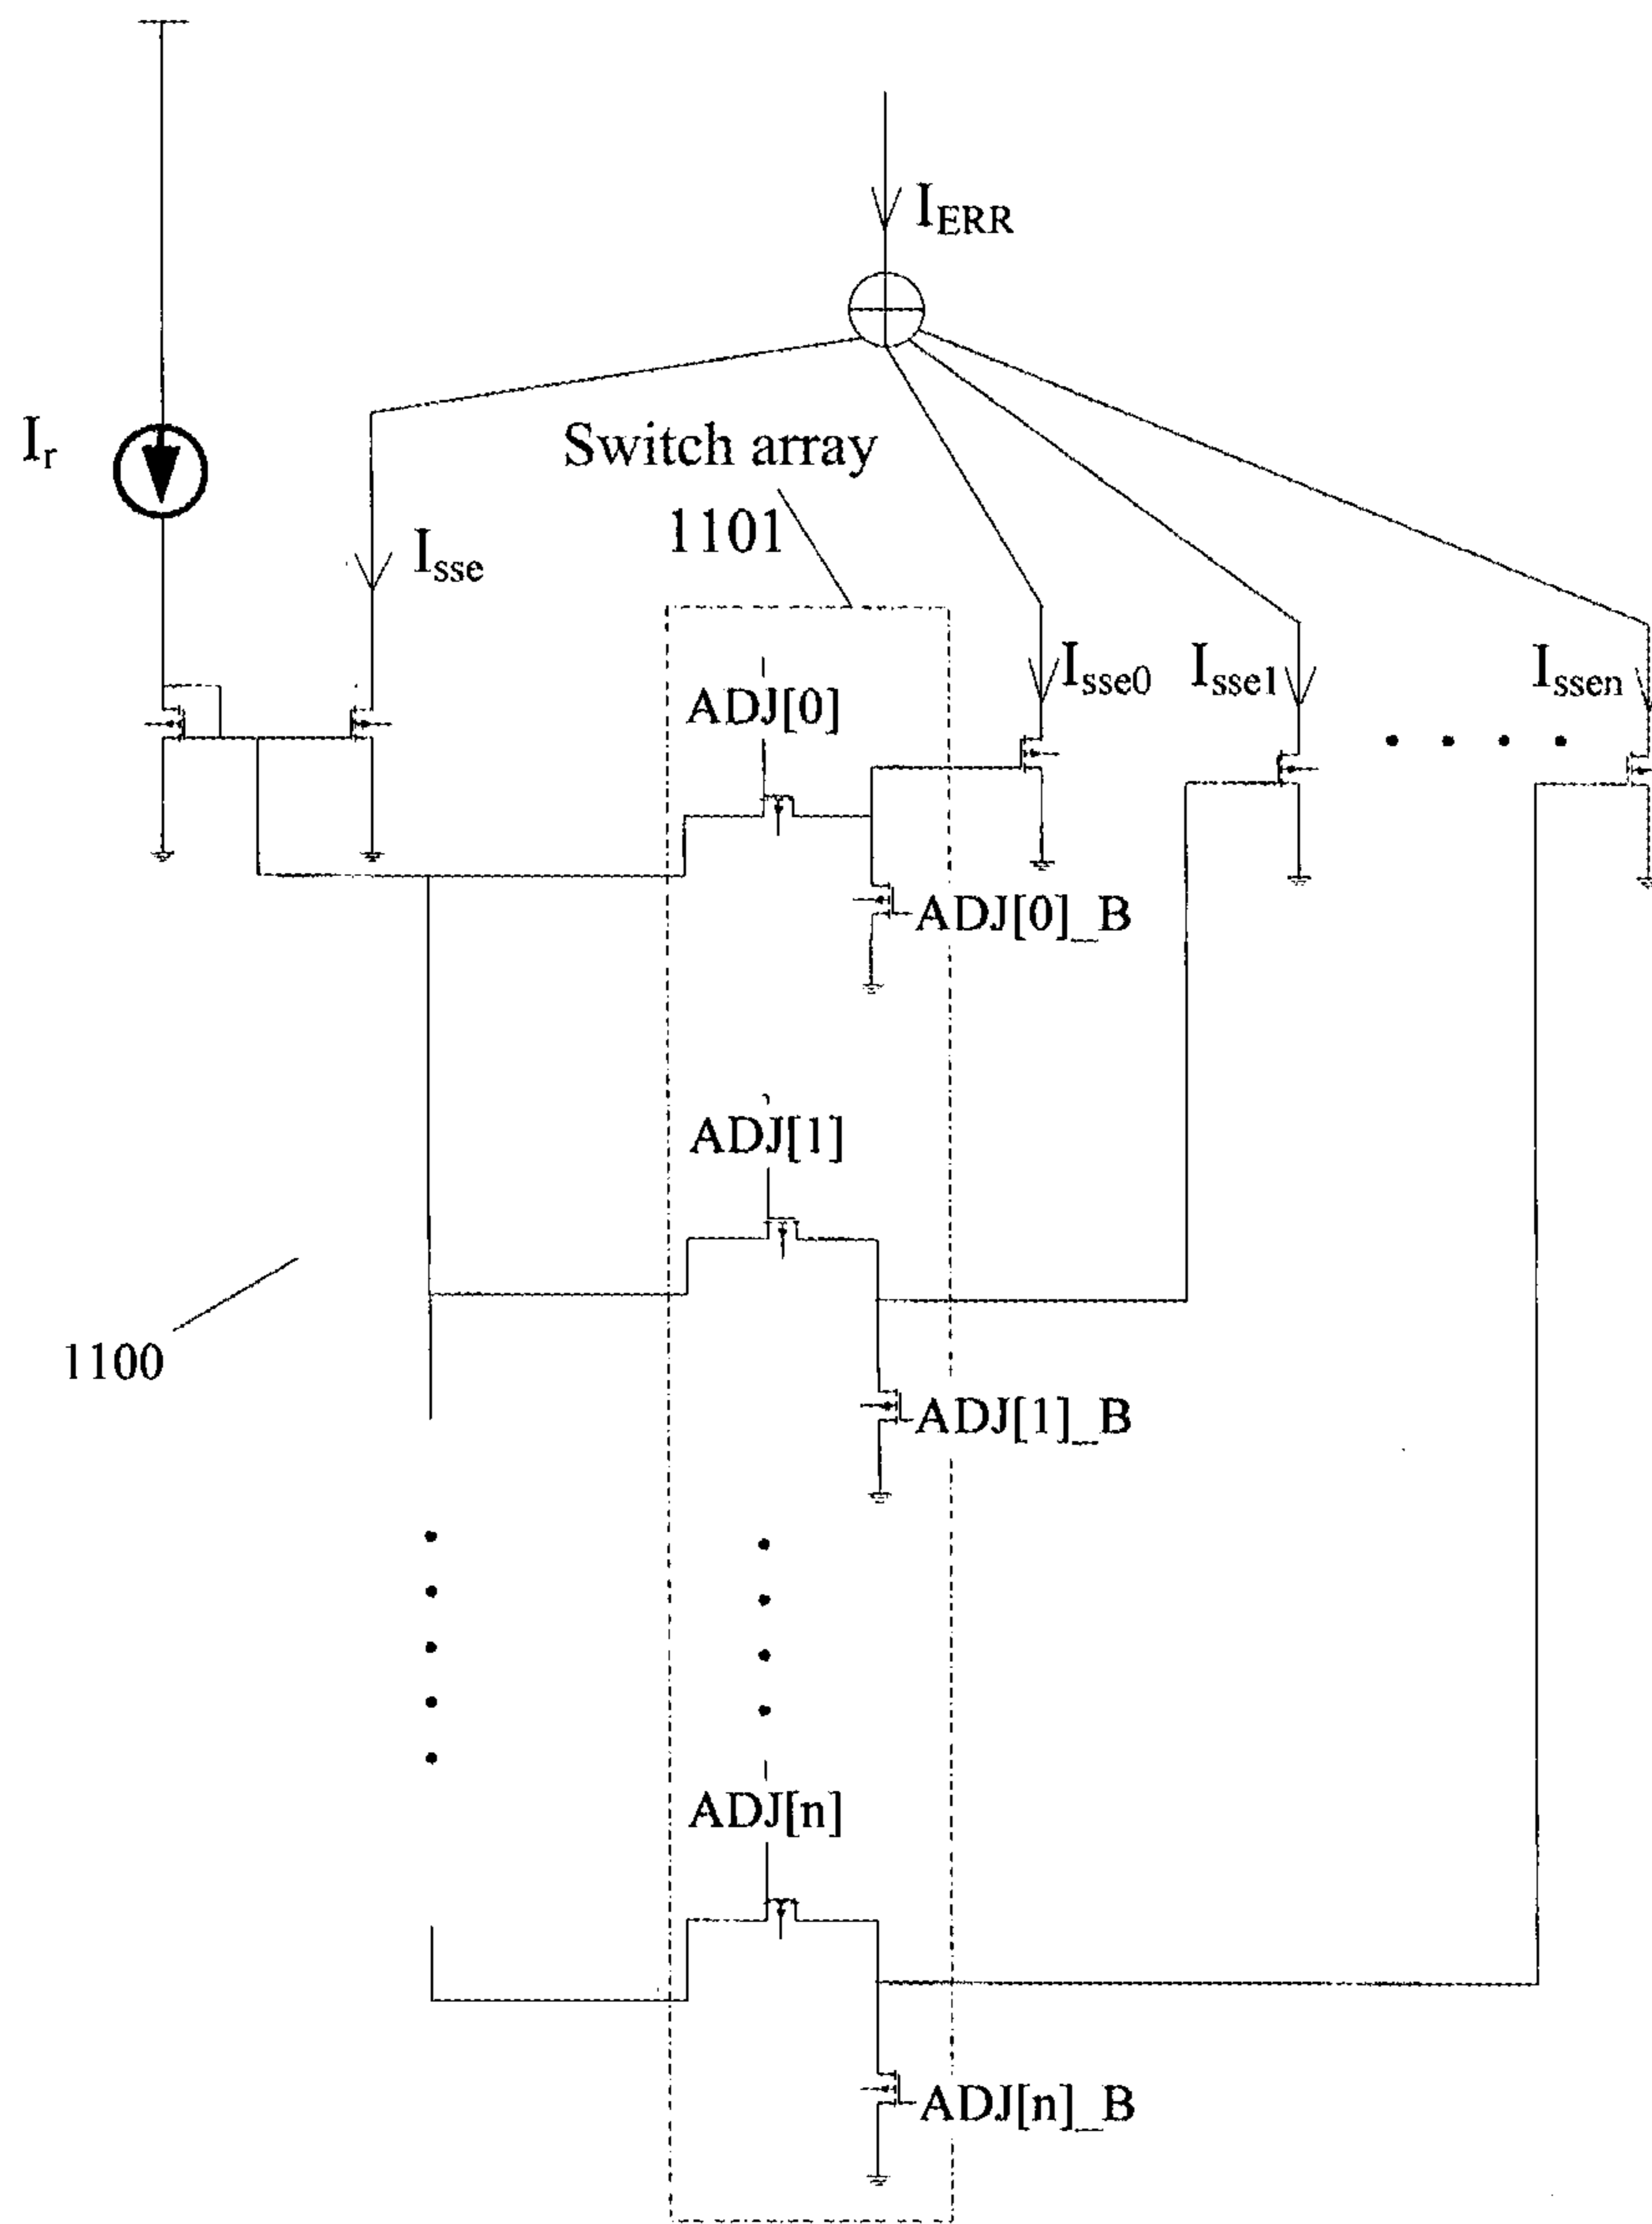 I_ERR
I_r
Switch array
1101
I_sse
I_sse0
I_sse1
I_ssen
ADJ[0]
ADJ[0]_B
ADJ[1]
1100
ADJ[1]_B
ADJ[n]
ADJ[n]_B